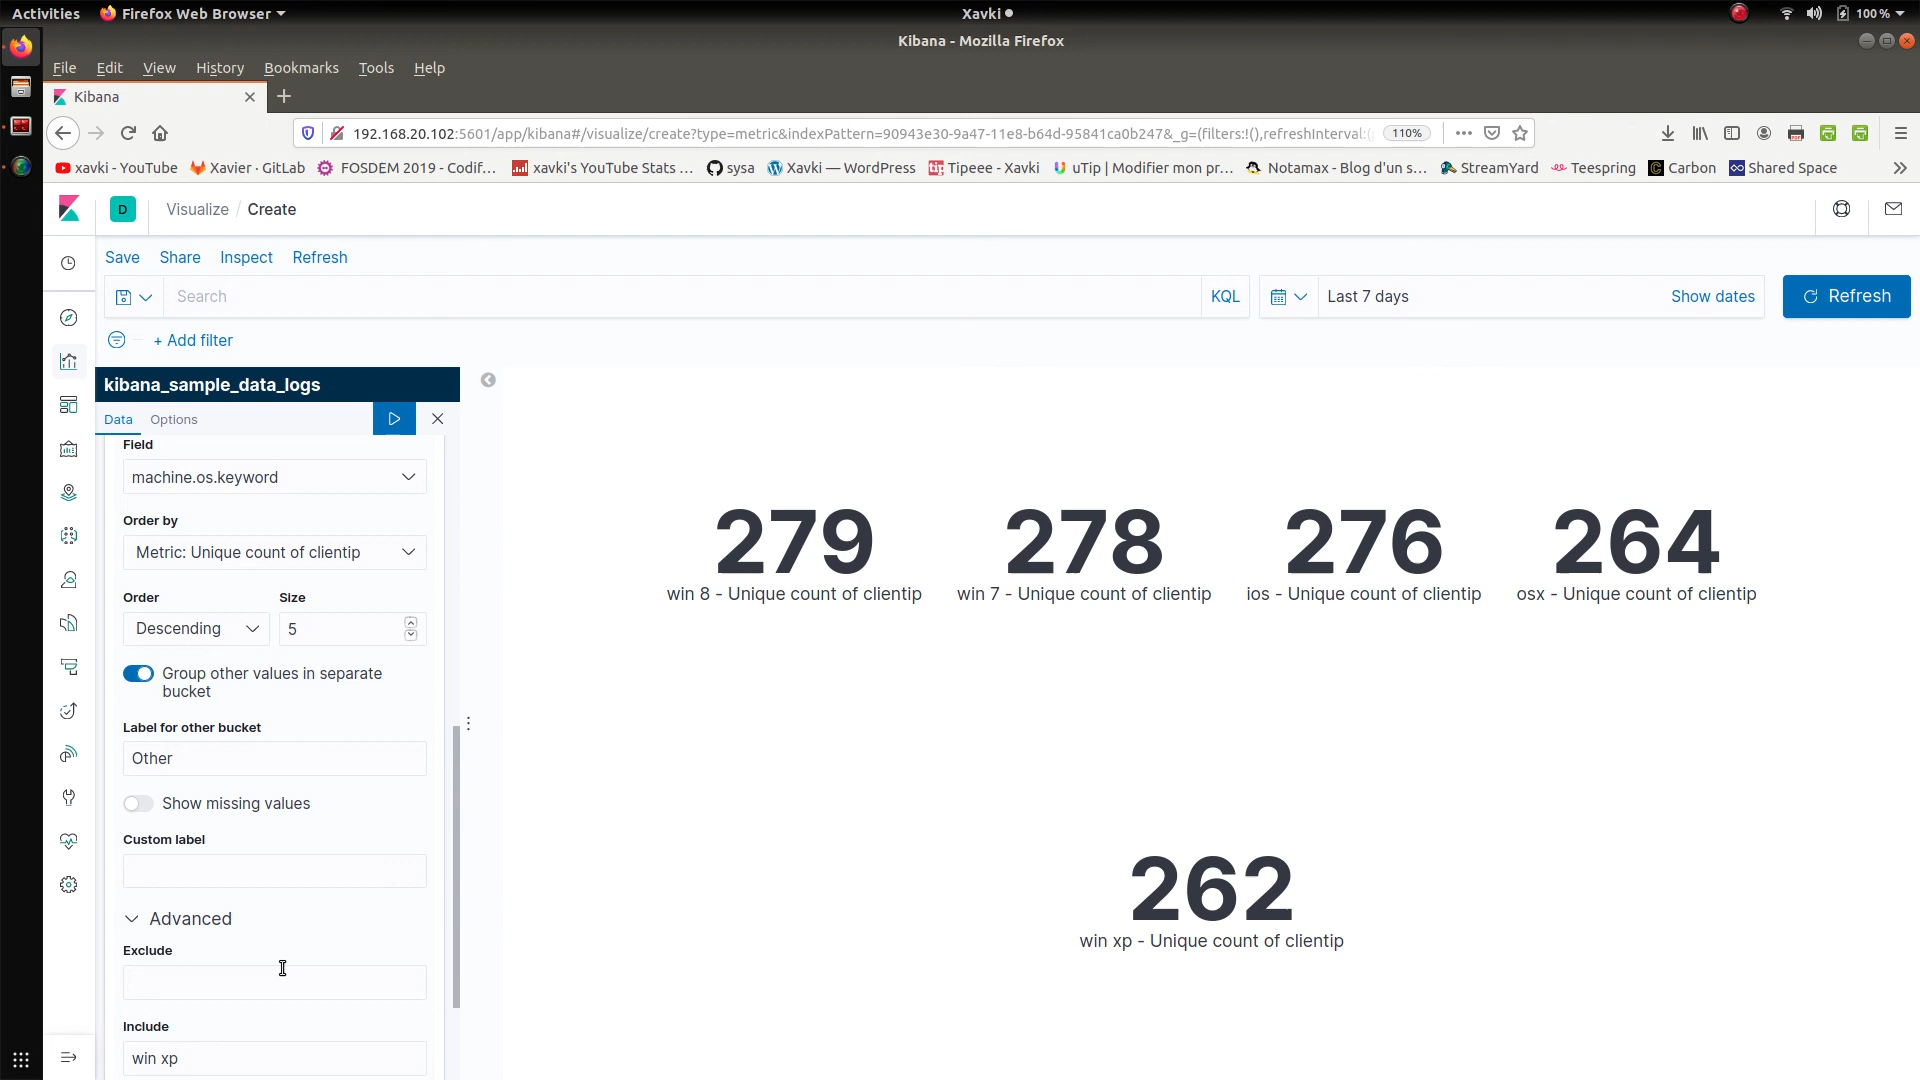 Activities
Firefox Web Browser
Xavki
100 %
Kibana - Mozilla Firefox
File Edit View History Bookmarks Tools Help
Kibana
192.168.20.102:5601/app/kibana#/visualize/create?type=metric&indexPattern=90943e30-9a47-11e8-b64d-95841ca0b247&_g=(filters:!(),refreshInterval:(
110%
xavki - YouTube
Xavier · GitLab
FOSDEM 2019 - Codif...
xavki's YouTube Stats ...
sysa
Xavki — WordPress
Tipeee - Xavki
uTip | Modifier mon pr...
Notamax - Blog d'un s...
StreamYard
Teespring
Carbon
Shared Space
D
Visualize / Create
Save Share Inspect Refresh
Search
KQL
Last 7 days
Show dates
Refresh
+ Add filter
kibana_sample_data_logs
Data Options
Field
machine.os.keyword
Order by
Metric: Unique count of clientip
Order Size
Descending 5
Group other values in separate
bucket
Label for other bucket
Other
Show missing values
Custom label
Advanced
Exclude
Include
win xp
279
win 8 - Unique count of clientip
278
win 7 - Unique count of clientip
276
ios - Unique count of clientip
264
osx - Unique count of clientip
262
win xp - Unique count of clientip